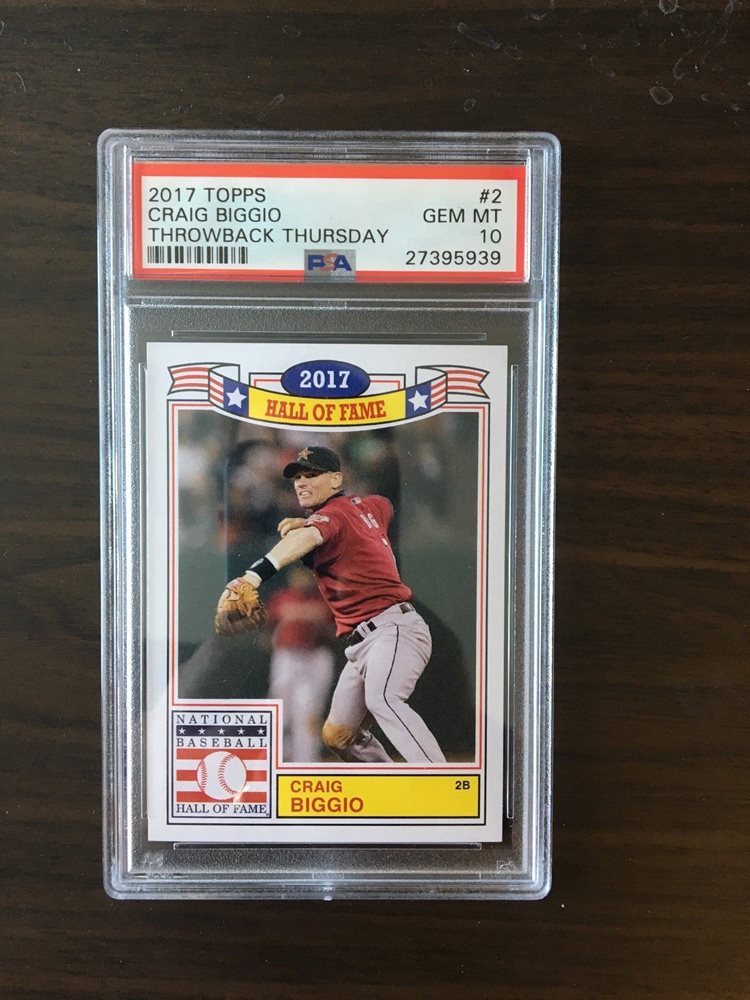 2017 TOPPS #2
CRAIG BIGGIO GEM MT
THROWBACK THURSDAY 10
PSA 27395939
2017
HALL OF FAME
NATIONAL
BASEBALL
HALL OF FAME
CRAIG 2B
BIGGIO